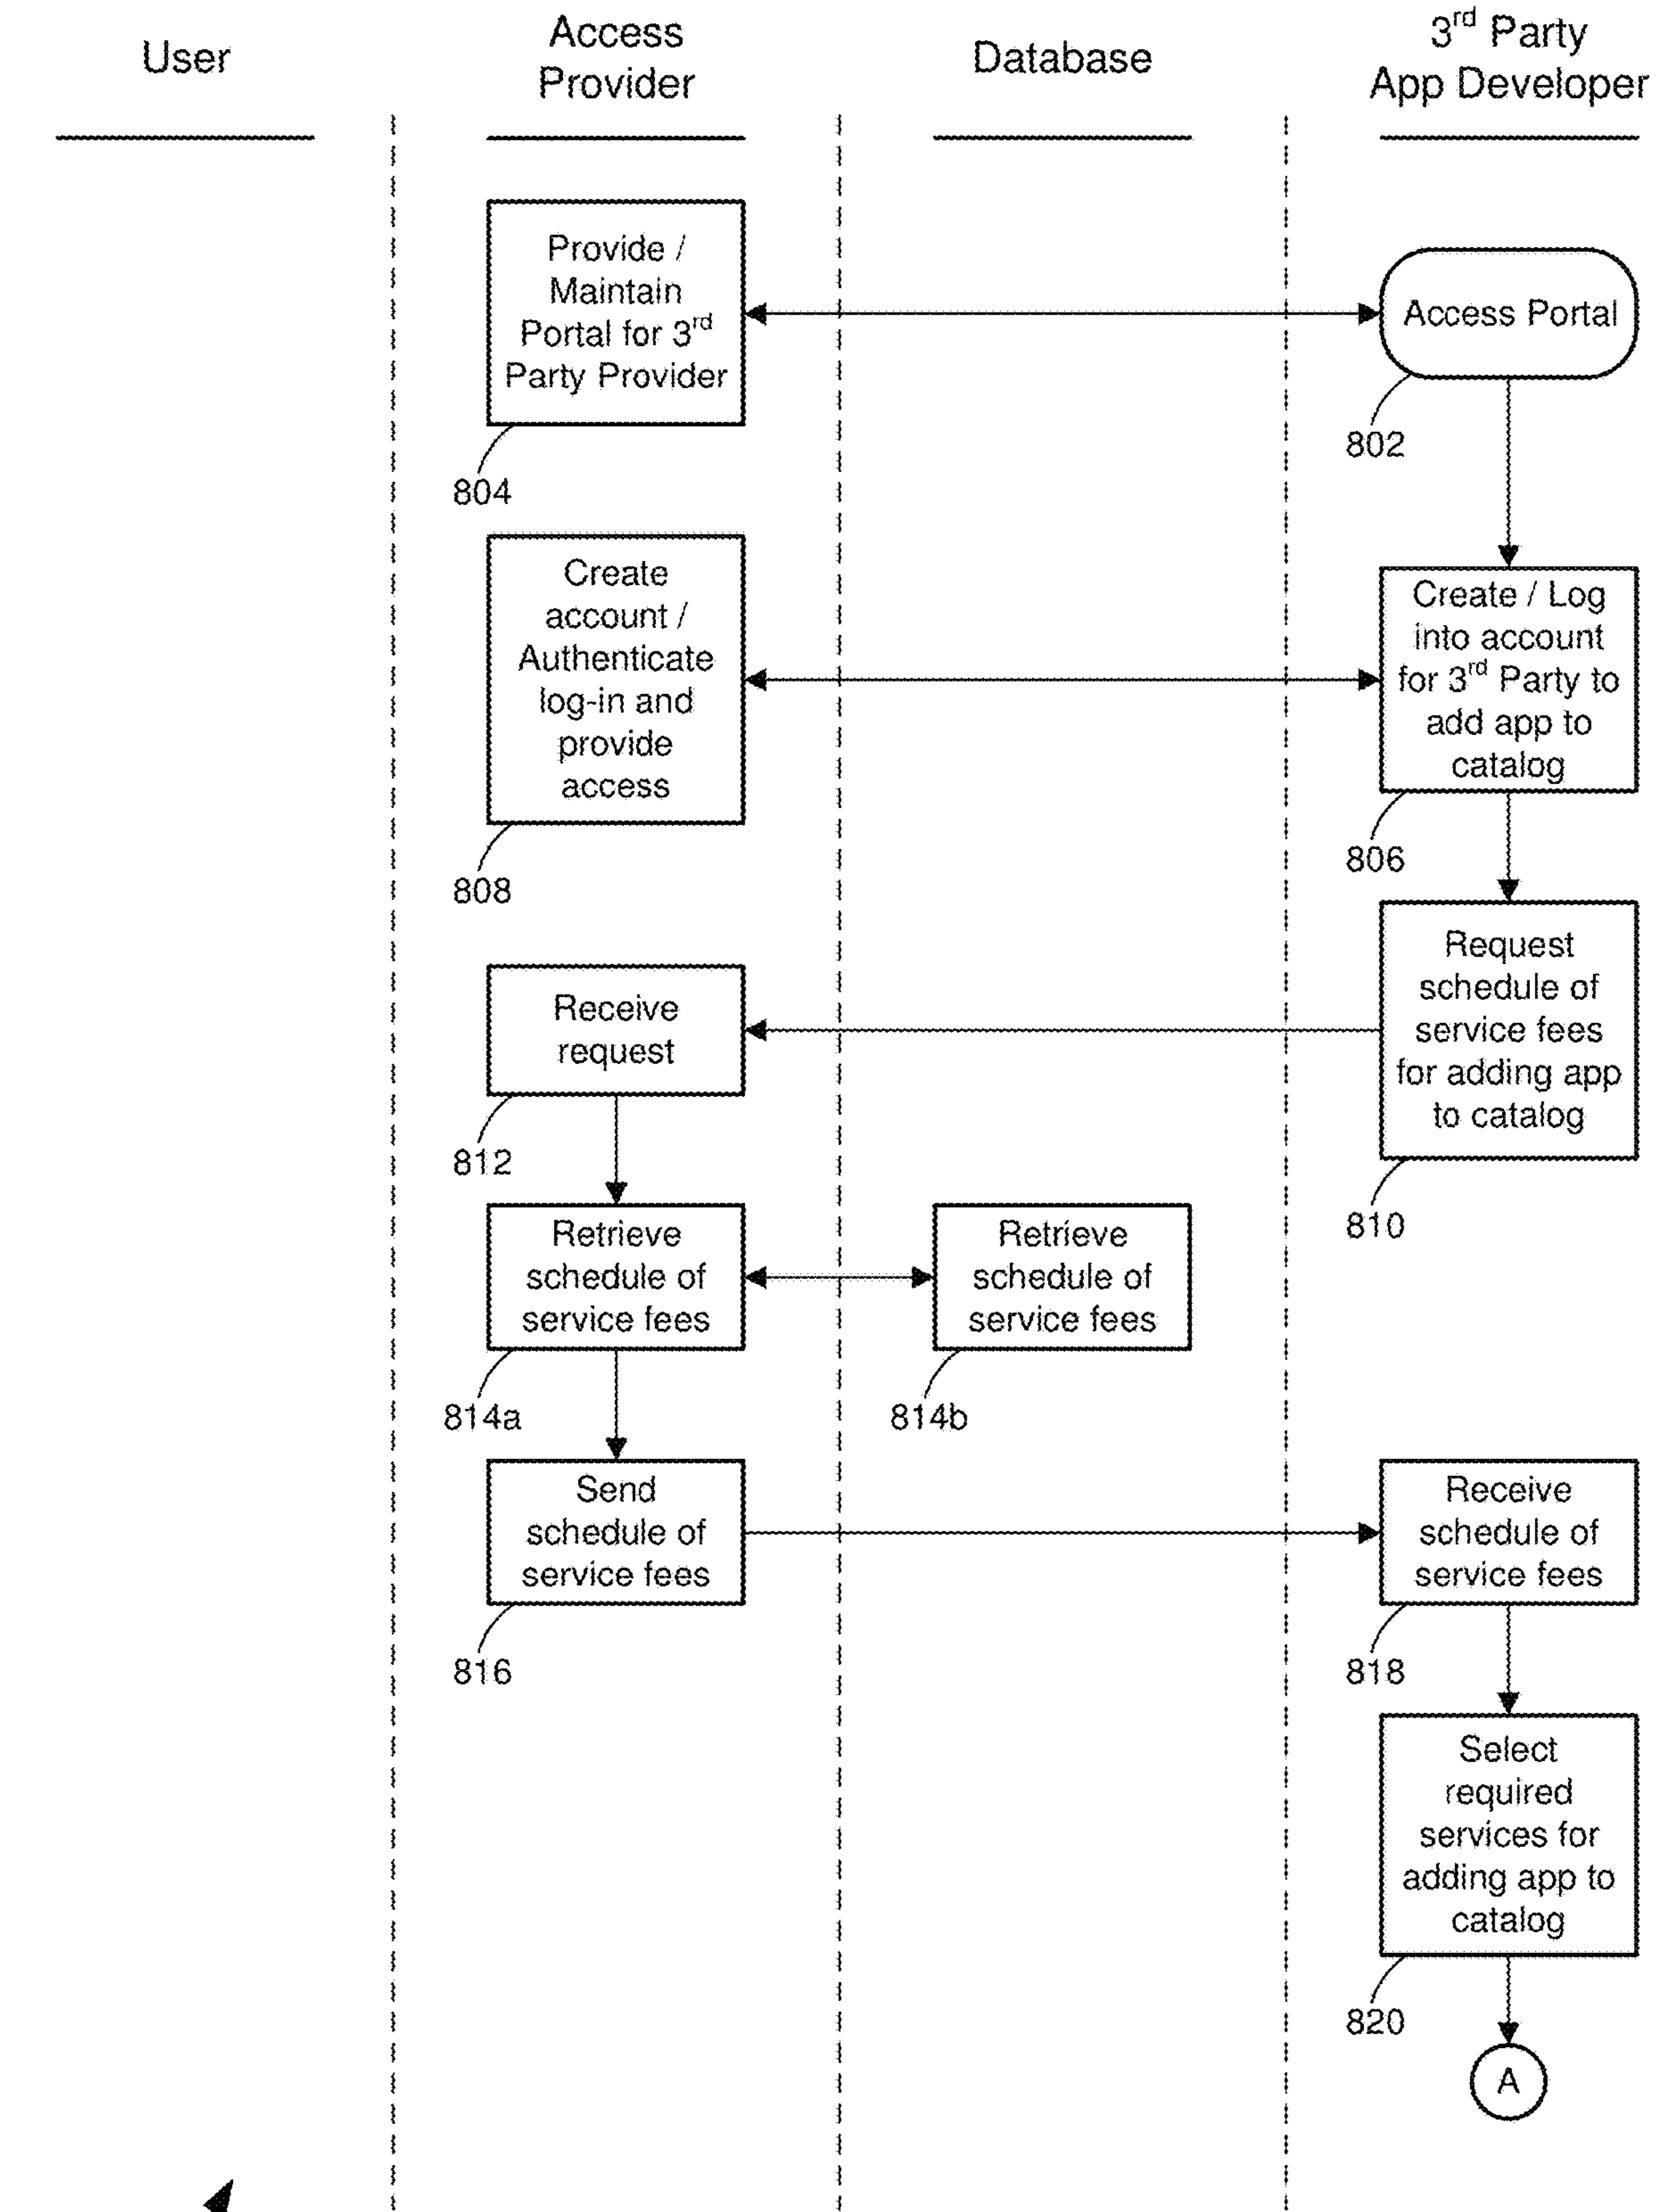 User
Access
Provider
Database
3rd Party
App Developer
Provide /
Maintain
Portal for 3rd
Party Provider
804
Access Portal
802
Create
account /
Authenticate
log-in and
provide
access
808
Create / Log
into account
for 3rd Party to
add app to
catalog
806
Receive
request
812
Request
schedule of
service fees
for adding app
to catalog
810
Retrieve
schedule of
service fees
814a
Retrieve
schedule of
service fees
814b
Send
schedule of
service fees
816
Receive
schedule of
service fees
818
Select
required
services for
adding app to
catalog
820
A